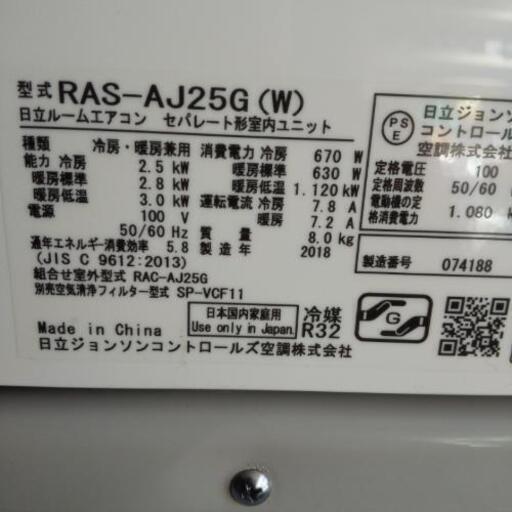 型式 RAS-AJ25G(W)
日立ルームエアコン セパレート形室内ユニット
種類 冷房・暖房兼用
能力 冷房 2.5 kW
暖房標準 2.8 kW
暖房低温 3.0 kW
電源 100 V
50/60 Hz
通年エネルギー消費効率 5.8
(JIS C 9612:2013)
組合せ室外型式 RAC-AJ25G
別売空気清浄フィルター型式 SP-VCF11
消費電力 冷房 670 W
暖房標準 630 W
暖房低温 1.120 kW
運転電流 冷房 7.8 A
暖房 7.2 A
質量 8.0 kg
製造年 2018
PSE
日立ジョンソン
コントロールズ
空調株式会社
定格電圧 100
定格周波数 50/60
電動機の定
格消費電力 1.080
製造番号 074188
日本国内家庭用
Use only in Japan.
冷媒
R32
G
Made in China
日立ジョンソンコントロールズ空調株式会社